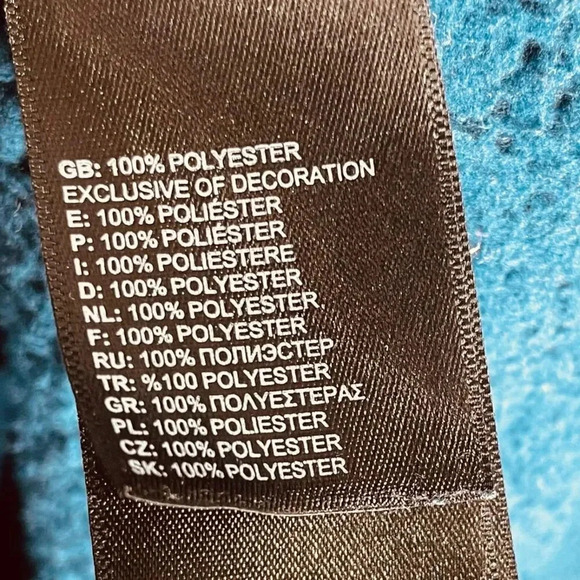 GB: 100% POLYESTER
EXCLUSIVE OF DECORATION
E: 100% POLIÉSTER
P: 100% POLIÉSTER
I: 100% POLIESTERE
D: 100% POLYESTER
NL: 100% POLYESTER
F: 100% POLYESTER
RU: 100% ПОЛИЭСТЕР
TR: %100 POLYESTER
GR: 100% ΠΟΛΥΕΣΤΕΡΑΣ
PL: 100% POLIESTER
CZ: 100% POLYESTER
SK: 100% POLYESTER